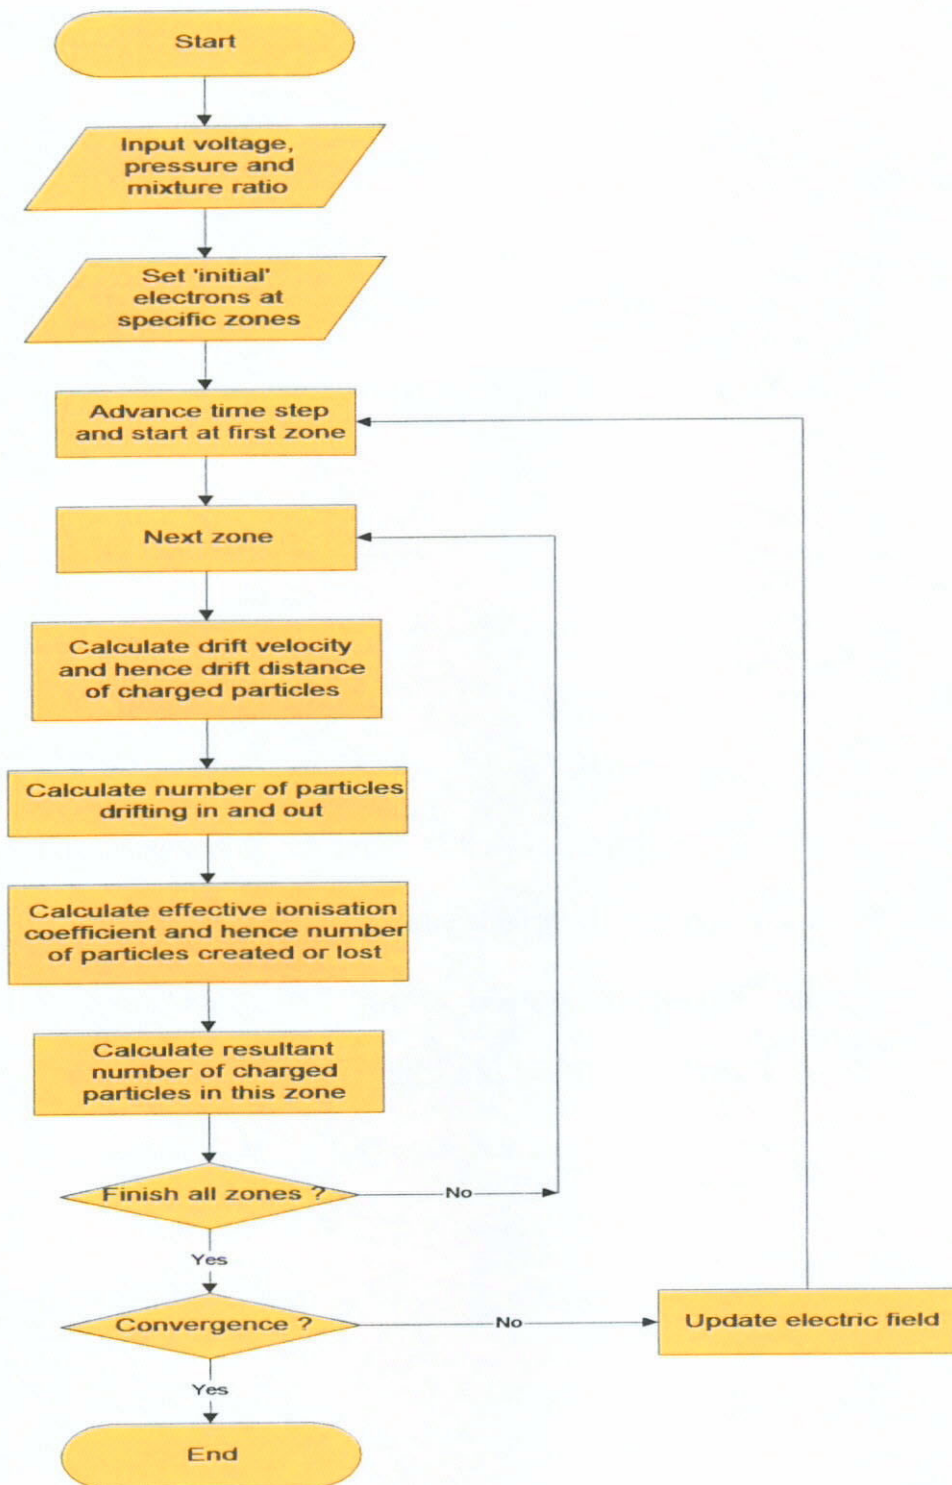 Start
Input voltage,
pressure and
mixture ratio
Set 'initial'
electrons at
specific zones
Advance time step
and start at first zone
Next zone
Calculate drift velocity
and hence drift distance
of charged particles
Calculate number of particles
drifting in and out
Calculate effective ionisation
coefficient and hence number
of particles created or lost
Calculate resultant
number of charged
particles in this zone
Finish all zones ?
No
Yes
Convergence ?
No
Update electric field
Yes
End